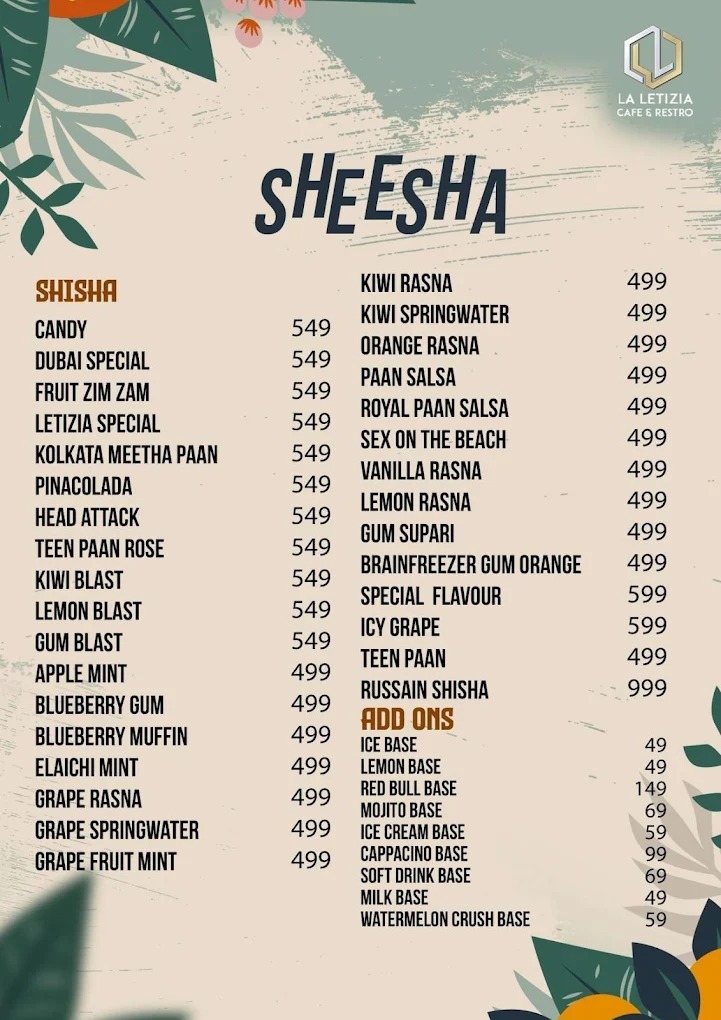 LA LETIZIA
CAFE & RESTRO
SHEESHA
SHISHA
CANDY 549
DUBAI SPECIAL 549
FRUIT ZIM ZAM 549
LETIZIA SPECIAL 549
KOLKATA MEETHA PAAN 549
PINACOLADA 549
HEAD ATTACK 549
TEEN PAAN ROSE 549
KIWI BLAST 549
LEMON BLAST 549
GUM BLAST 549
APPLE MINT 499
BLUEBERRY GUM 499
BLUEBERRY MUFFIN 499
ELAICHI MINT 499
GRAPE RASNA 499
GRAPE SPRINGWATER 499
GRAPE FRUIT MINT 499
KIWI RASNA 499
KIWI SPRINGWATER 499
ORANGE RASNA 499
PAAN SALSA 499
ROYAL PAAN SALSA 499
SEX ON THE BEACH 499
VANILLA RASNA 499
LEMON RASNA 499
GUM SUPARI 499
BRAINFREEZER GUM ORANGE 499
SPECIAL FLAVOUR 599
ICY GRAPE 599
TEEN PAAN 499
RUSSAIN SHISHA 999
ADD ONS
ICE BASE 49
LEMON BASE 49
RED BULL BASE 149
MOJITO BASE 69
ICE CREAM BASE 59
CAPPACINO BASE 99
SOFT DRINK BASE 69
MILK BASE 49
WATERMELON CRUSH BASE 59